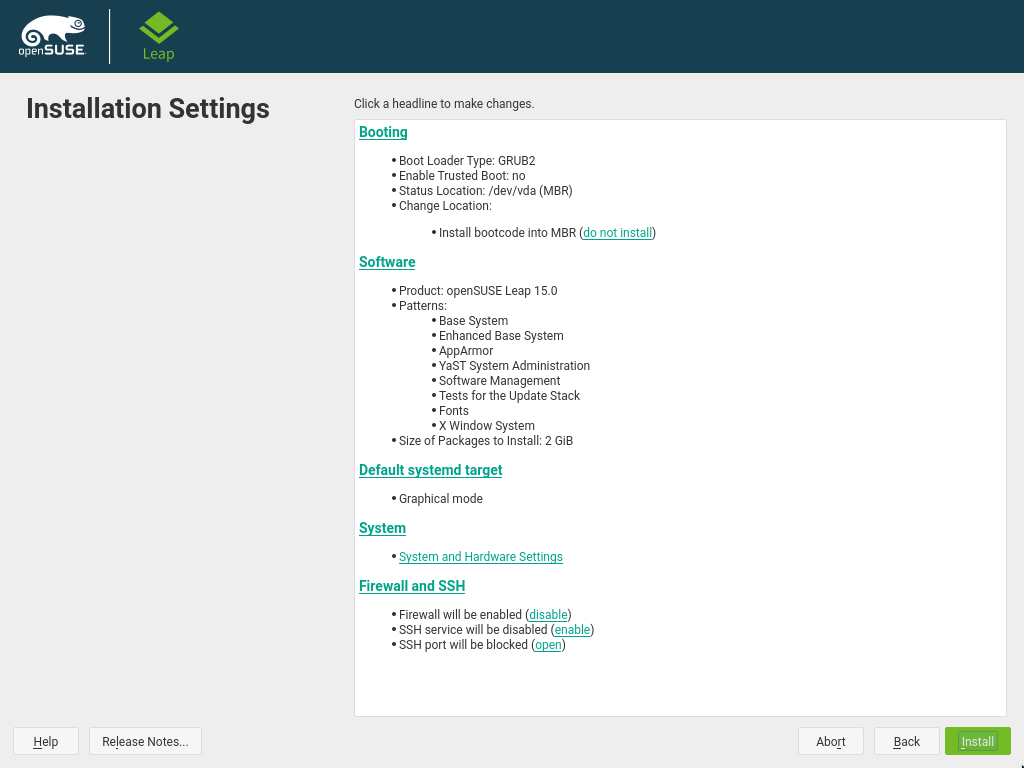 openSUSE
Leap
Installation Settings
Click a headline to make changes.
Booting
Boot Loader Type: GRUB2
Enable Trusted Boot: no
Status Location: /dev/vda (MBR)
Change Location:
Install bootcode into MBR (do not install)
Software
Product: openSUSE Leap 15.0
Patterns:
Base System
Enhanced Base System
AppArmor
YaST System Administration
Software Management
Tests for the Update Stack
Fonts
X Window System
Size of Packages to Install: 2 GiB
Default systemd target
Graphical mode
System
System and Hardware Settings
Firewall and SSH
Firewall will be enabled (disable)
SSH service will be disabled (enable)
SSH port will be blocked (open)
Help
Release Notes...
Abort
Back
Install